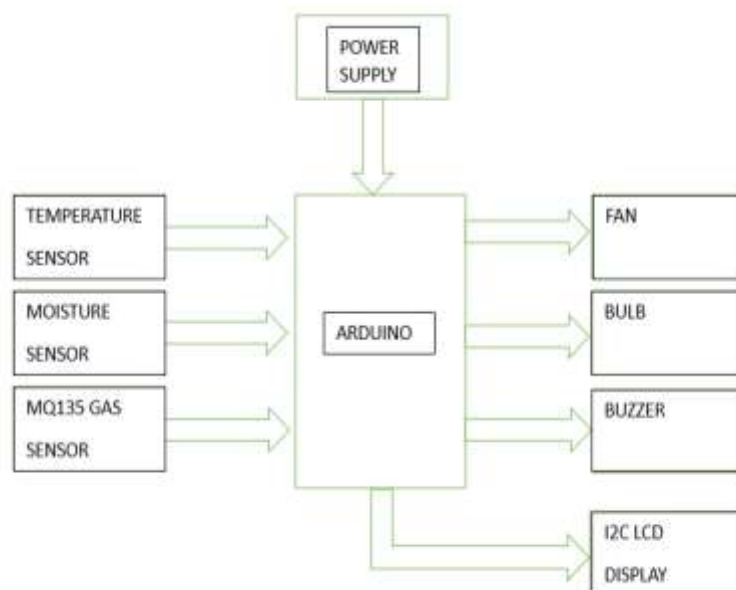 POWER
SUPPLY
TEMPERATURE
SENSOR
MOISTURE
SENSOR
MQ135 GAS
SENSOR
ARDUINO
FAN
BULB
BUZZER
I2C LCD
DISPLAY